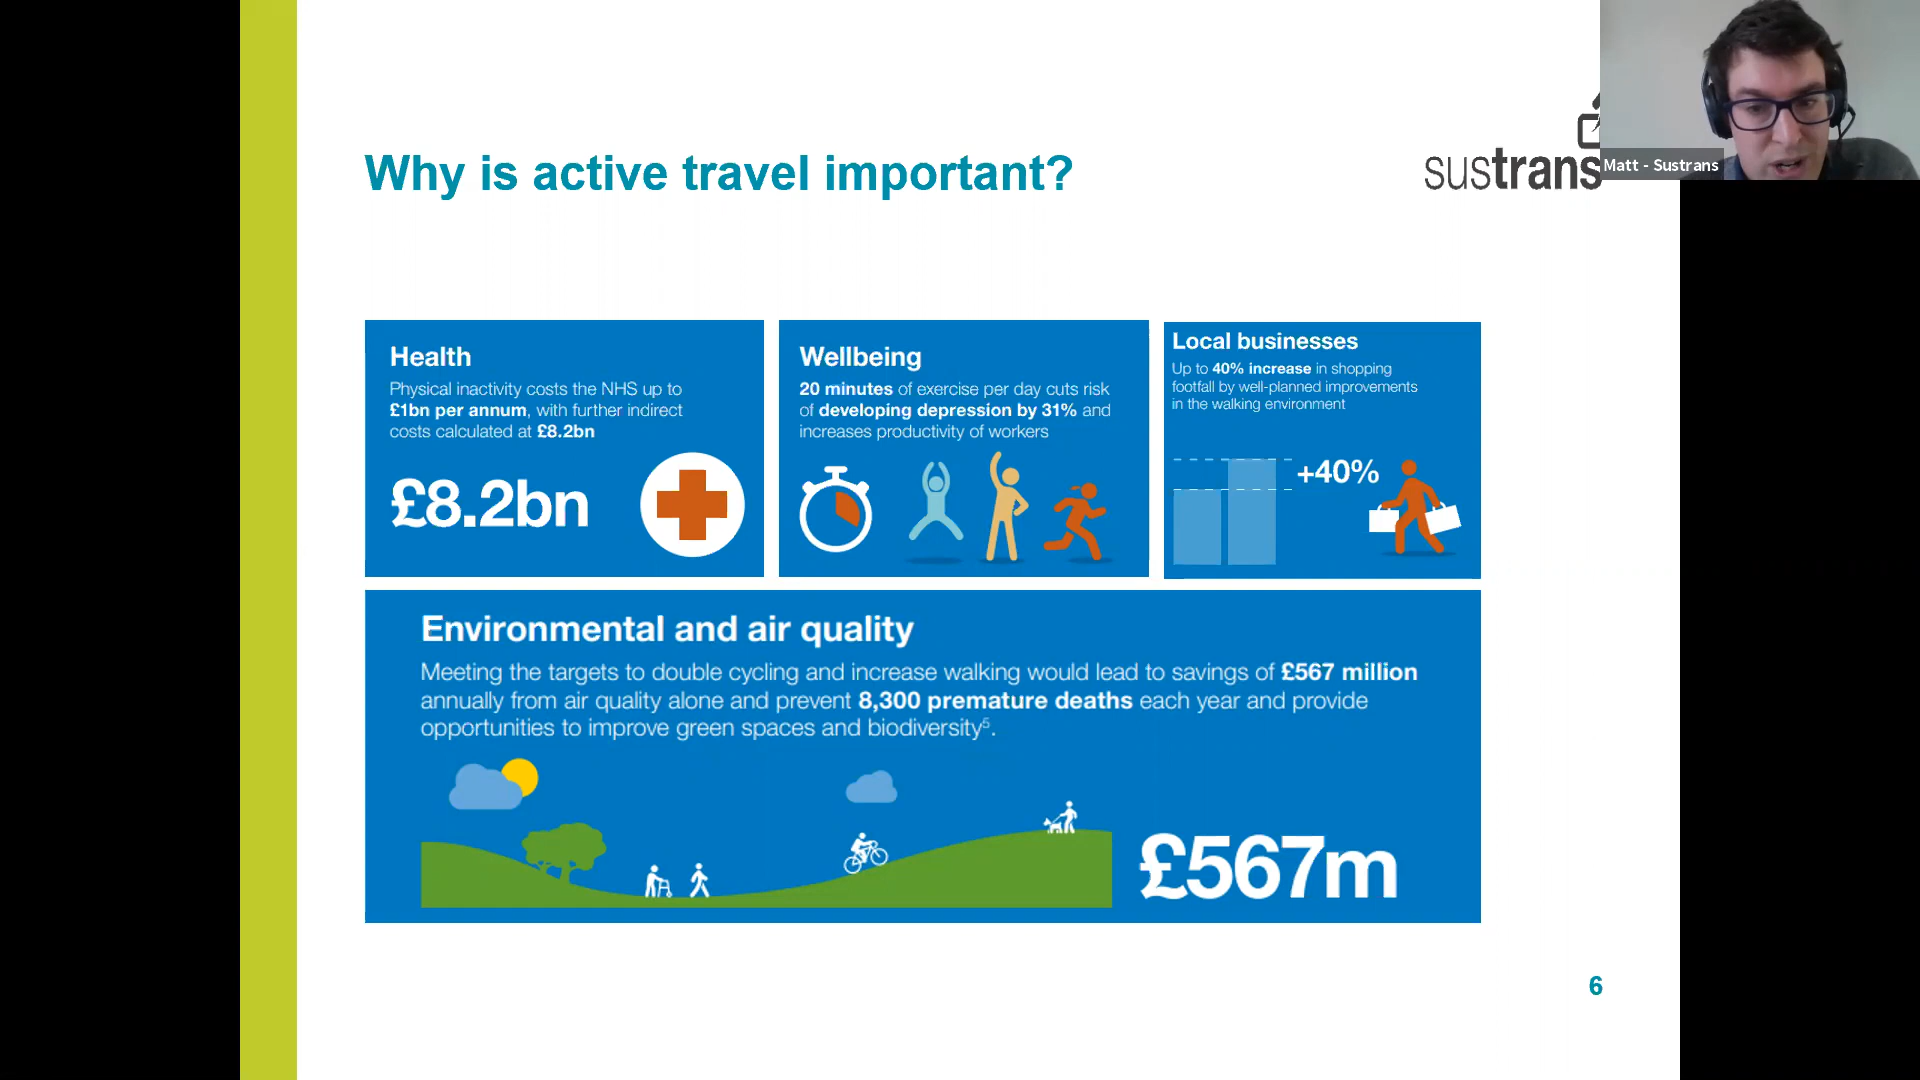 Why is active travel important?
sustrans
Matt - Sustrans
Health
Physical inactivity costs the NHS up to
£1bn per annum, with further indirect
costs calculated at £8.2bn
£8.2bn
Wellbeing
20 minutes of exercise per day cuts risk
of developing depression by 31% and
increases productivity of workers
Local businesses
Up to 40% increase in shopping
footfall by well-planned improvements
in the walking environment
+40%
Environmental and air quality
Meeting the targets to double cycling and increase walking would lead to savings of £567 million
annually from air quality alone and prevent 8,300 premature deaths each year and provide
opportunities to improve green spaces and biodiversity⁵.
£567m
6